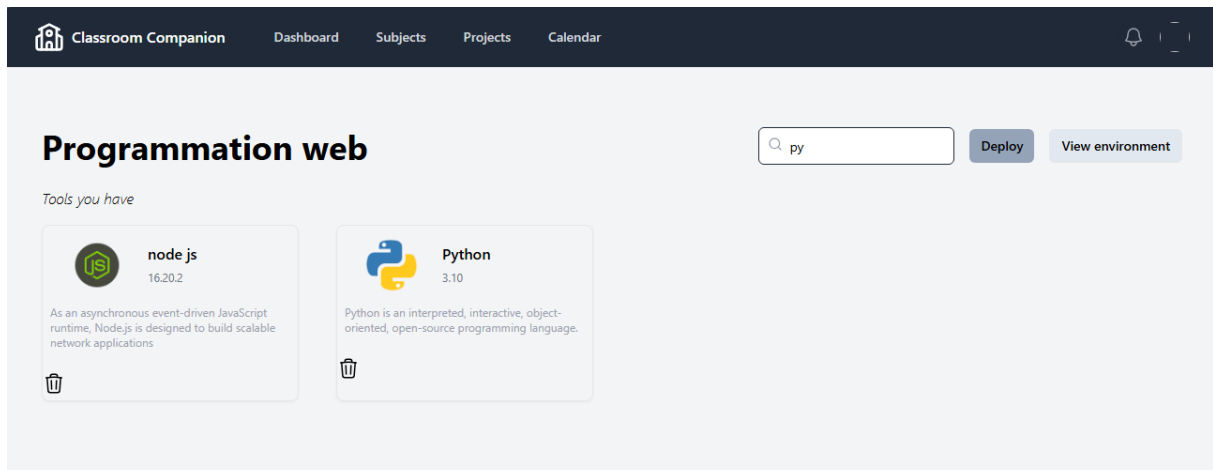 Classroom Companion Dashboard Subjects Projects Calendar
Programmation web
py
Deploy
View environment
Tools you have
JS
node js
16.20.2
As an asynchronous event-driven JavaScript
runtime, Node.js is designed to build scalable
network applications
Python
3.10
Python is an interpreted, interactive, object-
oriented, open-source programming language.